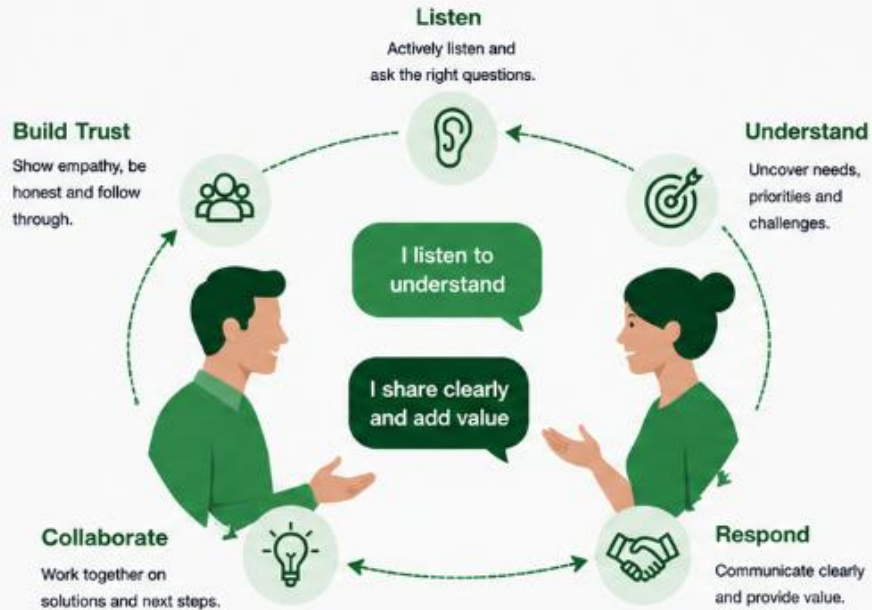 Listen
Actively listen and
ask the right questions.
Build Trust
Show empathy, be
honest and follow
through.
Understand
Uncover needs,
priorities and
challenges.
I listen to
understand
I share clearly
and add value
Collaborate
Work together on
solutions and next steps.
Respond
Communicate clearly
and provide value.